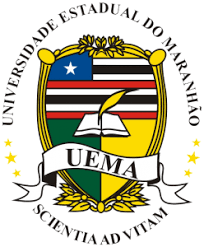 UNIVERSIDADE ESTADUAL DO MARANHÃO
UEMA
SCIENTIA AD VITAM